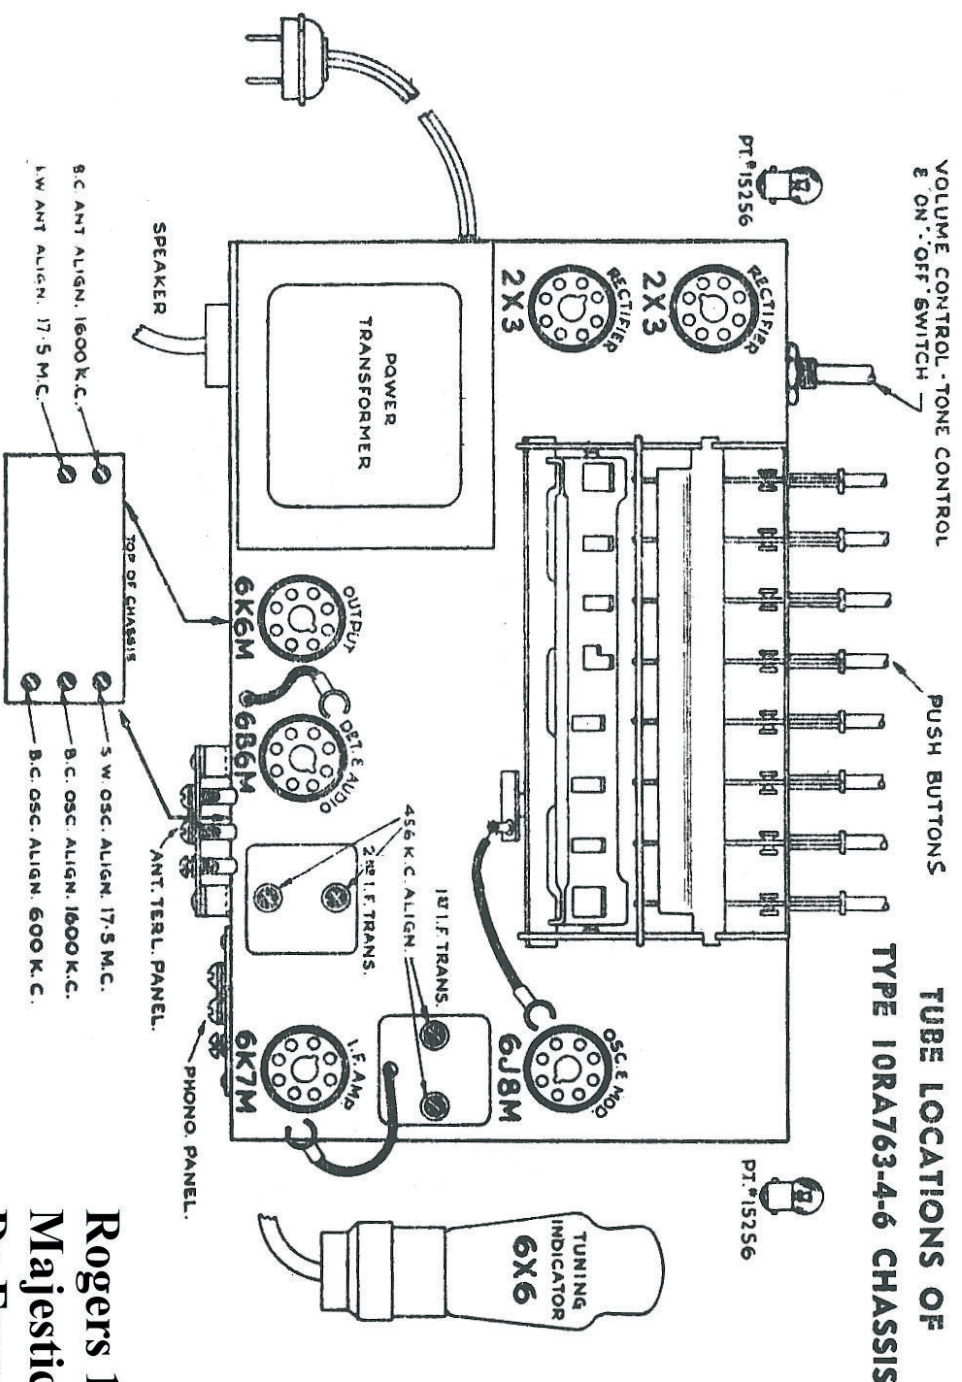 TUBE LOCATIONS OF
TYPE 10RA763-4-6 CHASSIS
VOLUME CONTROL - TONE CONTROL
& "ON"-"OFF" SWITCH
PUSH BUTTONS
PT.#15256
PT.#15256
RECTIFIER
2X3
RECTIFIER
2X3
POWER
TRANSFORMER
SPEAKER
OUTPUT
6K6M
DET. & AUDIO
6B6M
456 K.C. ALIGN.
2ND I.F. TRANS.
1ST I.F. TRANS.
OSC. & MOD.
6J8M
I.F. AMP.
6K7M
TUNING
INDICATOR
6X6
ANT. TERL. PANEL.
PHONO. PANEL.
TOP OF CHASSIS
B.C. ANT ALIGN. 1600 K.C.
ANT ALIGN. 17.5 M.C.
S.W. OSC. ALIGN. 17.5 M.C.
B.C. OSC. ALIGN. 1600 K.C.
B.C. OSC. ALIGN. 600 K.C.
Rogers 1
Majestic